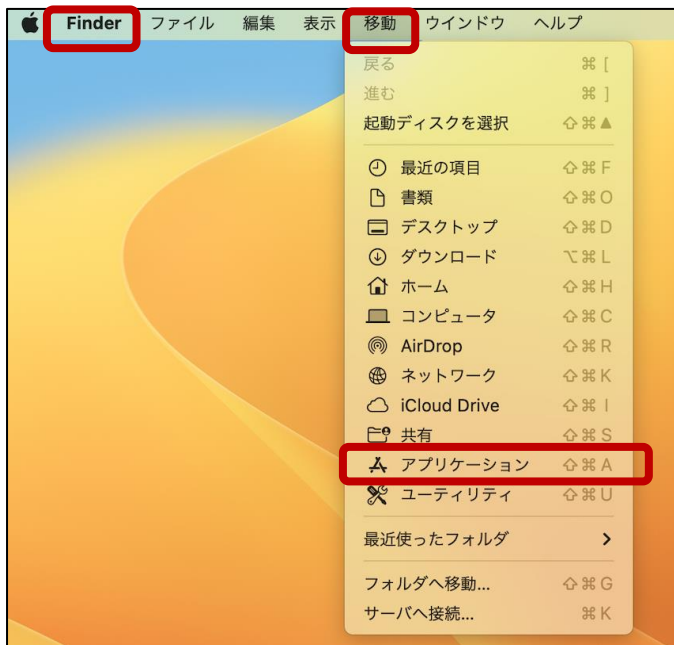 Finder ファイル 編集 表示 移動 ウインドウ ヘルプ
戻る ⌘ [
進む ⌘ ]
起動ディスクを選択 ⇧⌘▲
最近の項目 ⇧⌘F
書類 ⇧⌘O
デスクトップ ⇧⌘D
ダウンロード ⌥⌘L
ホーム ⇧⌘H
コンピュータ ⇧⌘C
AirDrop ⇧⌘R
ネットワーク ⇧⌘K
iCloud Drive ⇧⌘I
共有 ⇧⌘S
アプリケーション ⇧⌘A
ユーティリティ ⇧⌘U
最近使ったフォルダ >
フォルダへ移動... ⇧⌘G
サーバへ接続... ⌘K